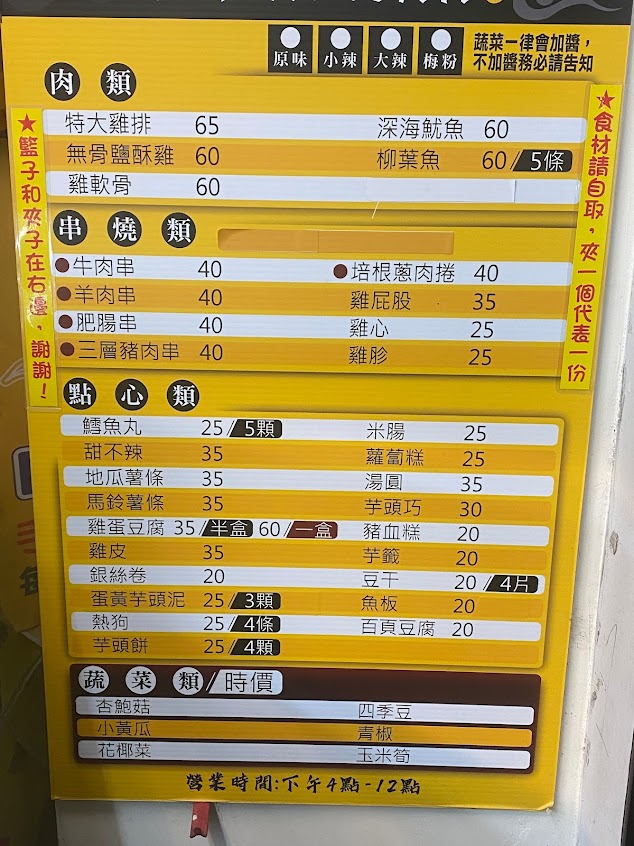 原味 小辣 大辣 梅粉
蔬菜一律會加醬，
不加醬務必請告知
★籃子和夾子在右邊，謝謝！
★食材請自取，夾一個代表一份
肉類
特大雞排 65 深海魷魚 60
無骨鹽酥雞 60 柳葉魚 60/5條
雞軟骨 60
串燒類
●牛肉串 40 ●培根蔥肉捲 40
●羊肉串 40 雞屁股 35
●肥腸串 40 雞心 25
●三層豬肉串 40 雞胗 25
點心類
鱈魚丸 25/5顆 米腸 25
甜不辣 35 蘿蔔糕 25
地瓜薯條 35 湯圓 35
馬鈴薯條 35 芋頭巧 30
雞蛋豆腐 35/半盒 60/一盒 豬血糕 20
雞皮 35 芋籤 20
銀絲卷 20 豆干 20/4片
蛋黃芋頭泥 25/3顆 魚板 20
熱狗 25/4條 百頁豆腐 20
芋頭餅 25/4顆
蔬菜類/時價
杏鮑菇 四季豆
小黃瓜 青椒
花椰菜 玉米筍
營業時間:下午4點-12點